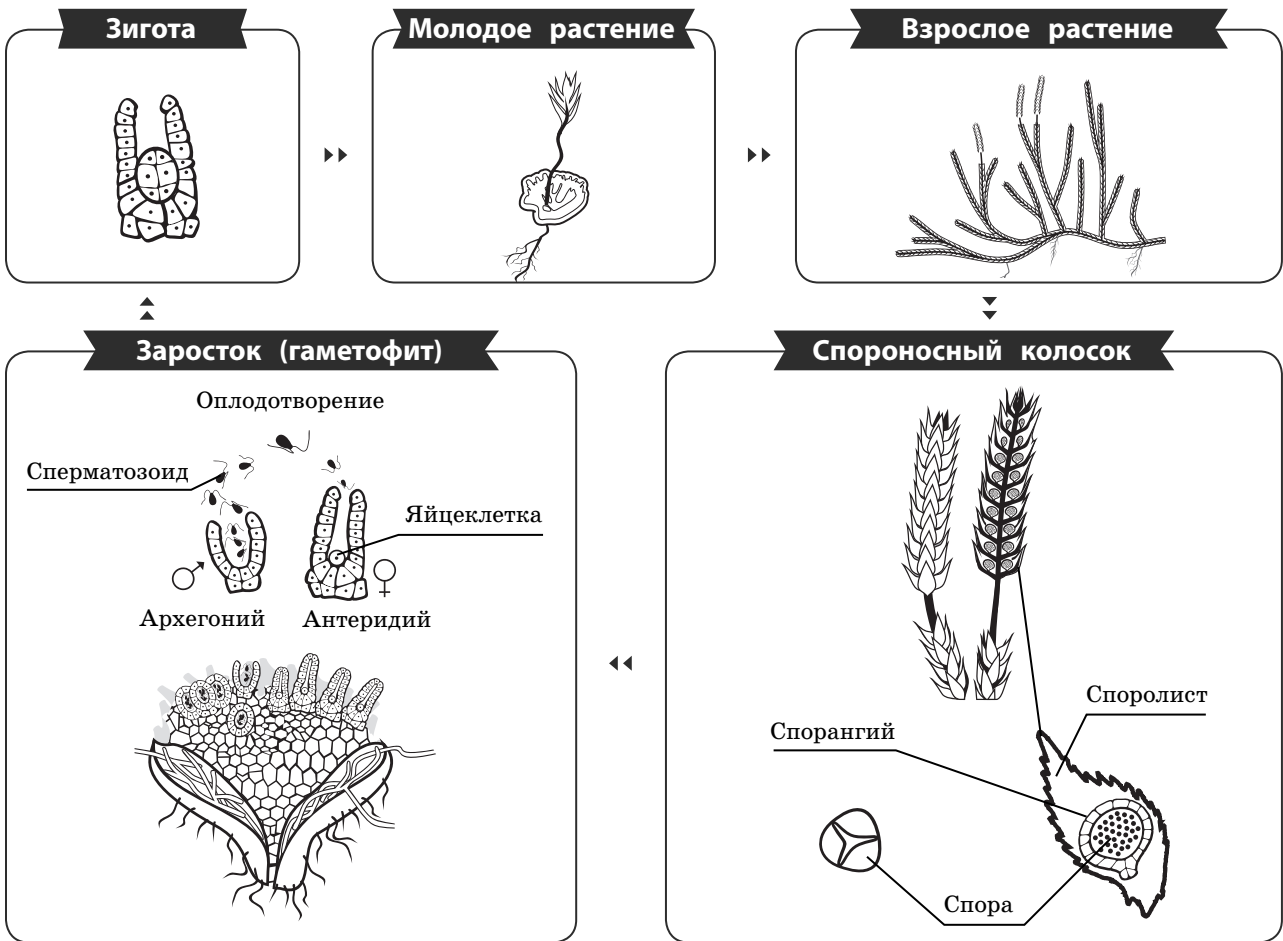 Зигота
Молодое растение
Взрослое растение
Заросток (гаметофит)
Оплодотворение
Сперматозоид
Яйцеклетка
Архегоний
Антеридий
Спороносный колосок
Споролист
Спорангий
Спора